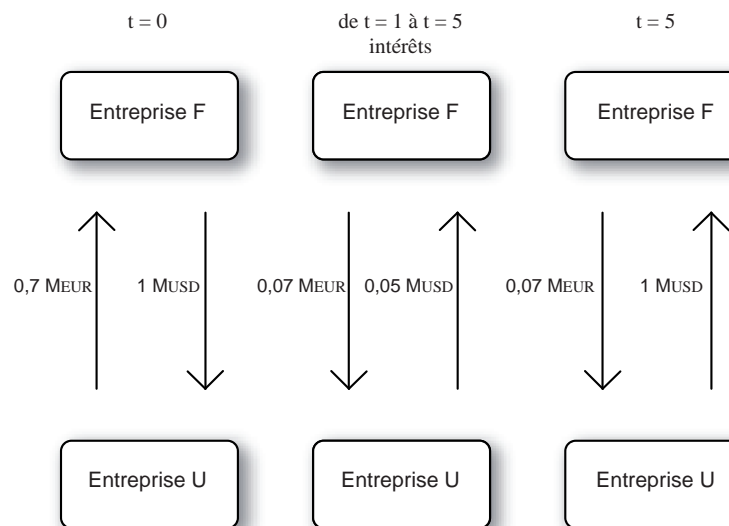 t = 0
de t = 1 à t = 5
intérêts
t = 5
Entreprise F
Entreprise F
Entreprise F
0,7 MEUR
1 MUSD
0,07 MEUR
0,05 MUSD
0,07 MEUR
1 MUSD
Entreprise U
Entreprise U
Entreprise U